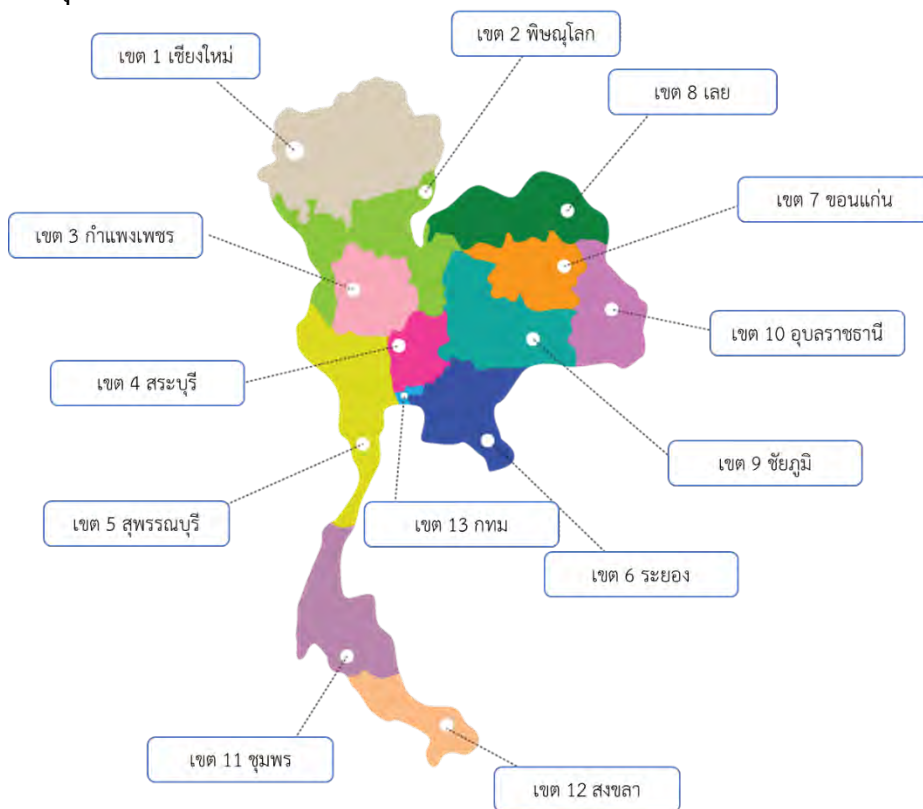 เขต 2 พิษณุโลก
เขต 1 เชียงใหม่
เขต 8 เลย
เขต 7 ขอนแก่น
เขต 3 กำแพงเพชร
เขต 10 อุบลราชธานี
เขต 4 สระบุรี
เขต 9 ชัยภูมิ
เขต 5 สุพรรณบุรี
เขต 13 กทม
เขต 6 ระยอง
เขต 11 ชุมพร
เขต 12 สงขลา